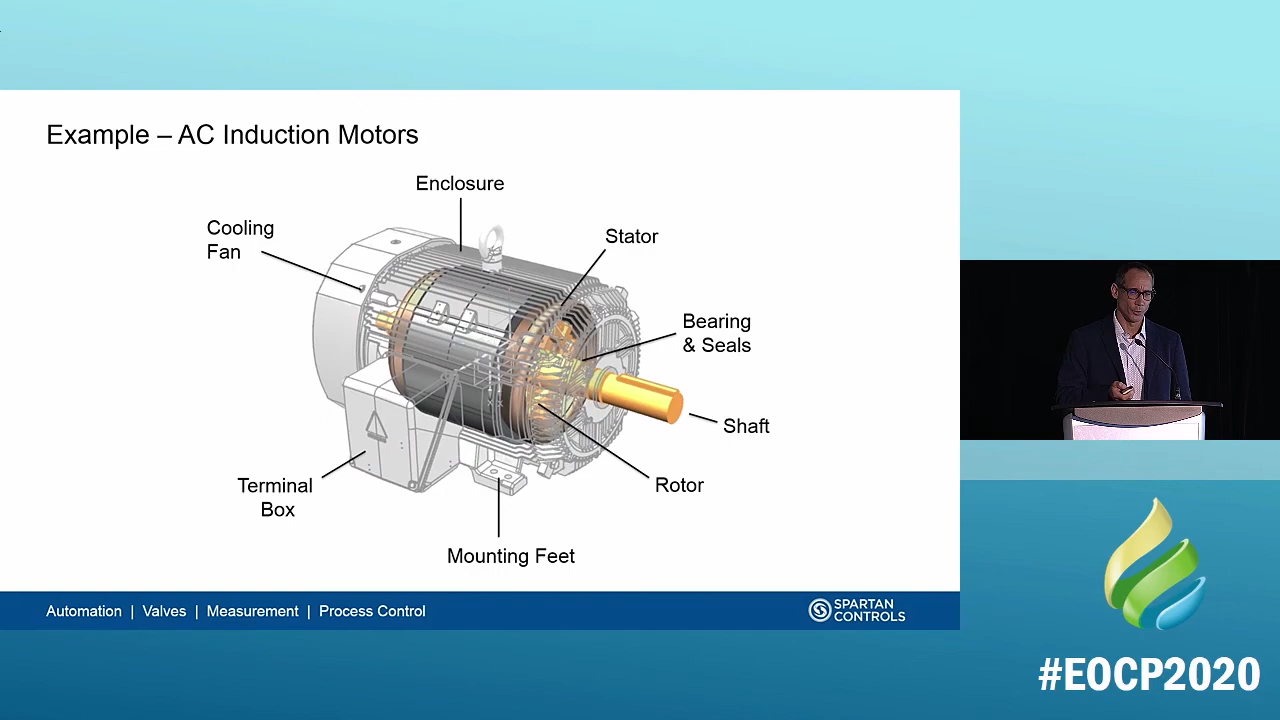 Example – AC Induction Motors
Enclosure
Cooling
Fan
Stator
Bearing
& Seals
Shaft
Terminal
Box
Rotor
Mounting Feet
Automation | Valves | Measurement | Process Control
SPARTAN
CONTROLS
#EOCP2020